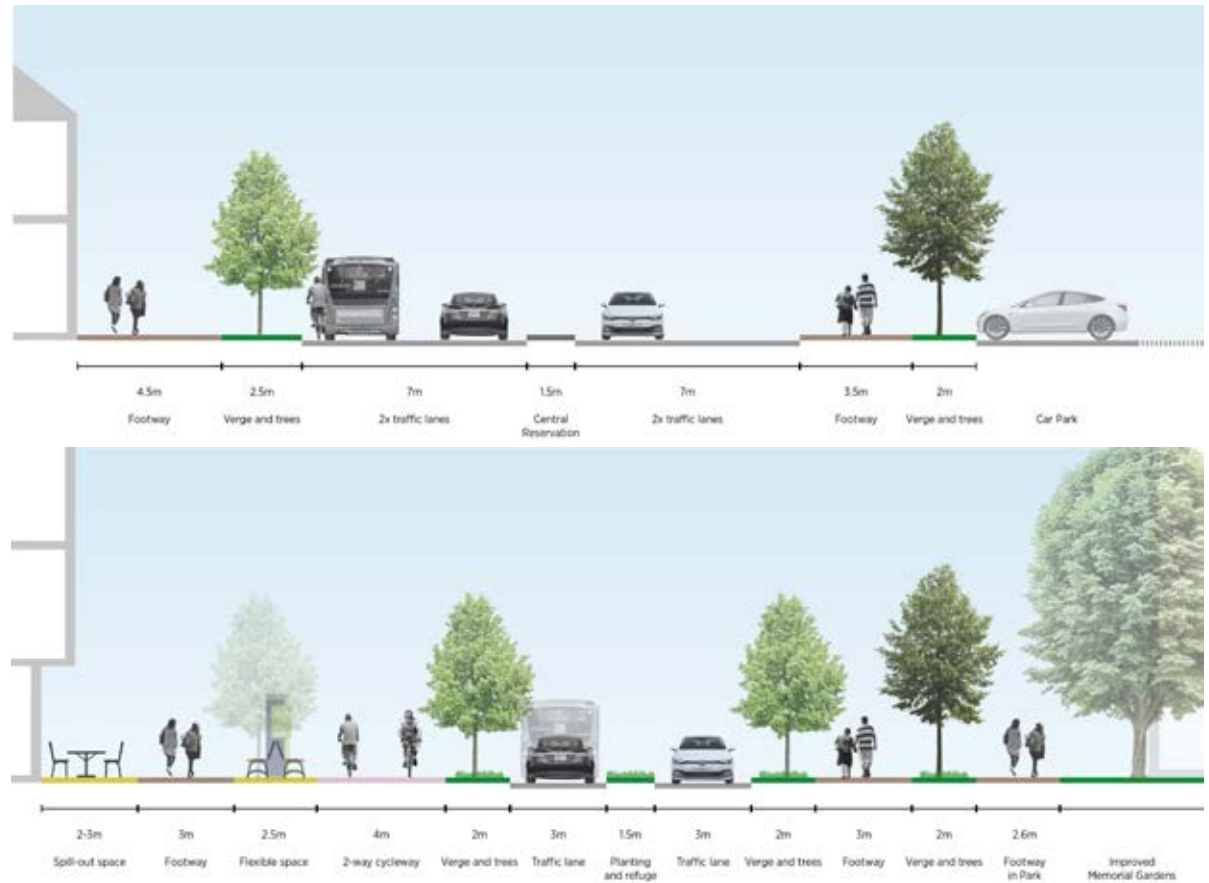 4.5m 2.5m 7m 1.5m 7m 3.5m 2m
Footway Verge and trees 2x traffic lanes Central 2x traffic lanes Footway Verge and trees Car Park
Reservation
2-3m 3m 2.5m 4m 2m 3m 1.5m 3m 2m 3m 2m 2.6m
Spill-out space Footway Flexible space 2-way cycleway Verge and trees Traffic lane Planting Traffic lane Verge and trees Footway Verge and trees Footway Improved
and refuge in Park Memorial Gardens